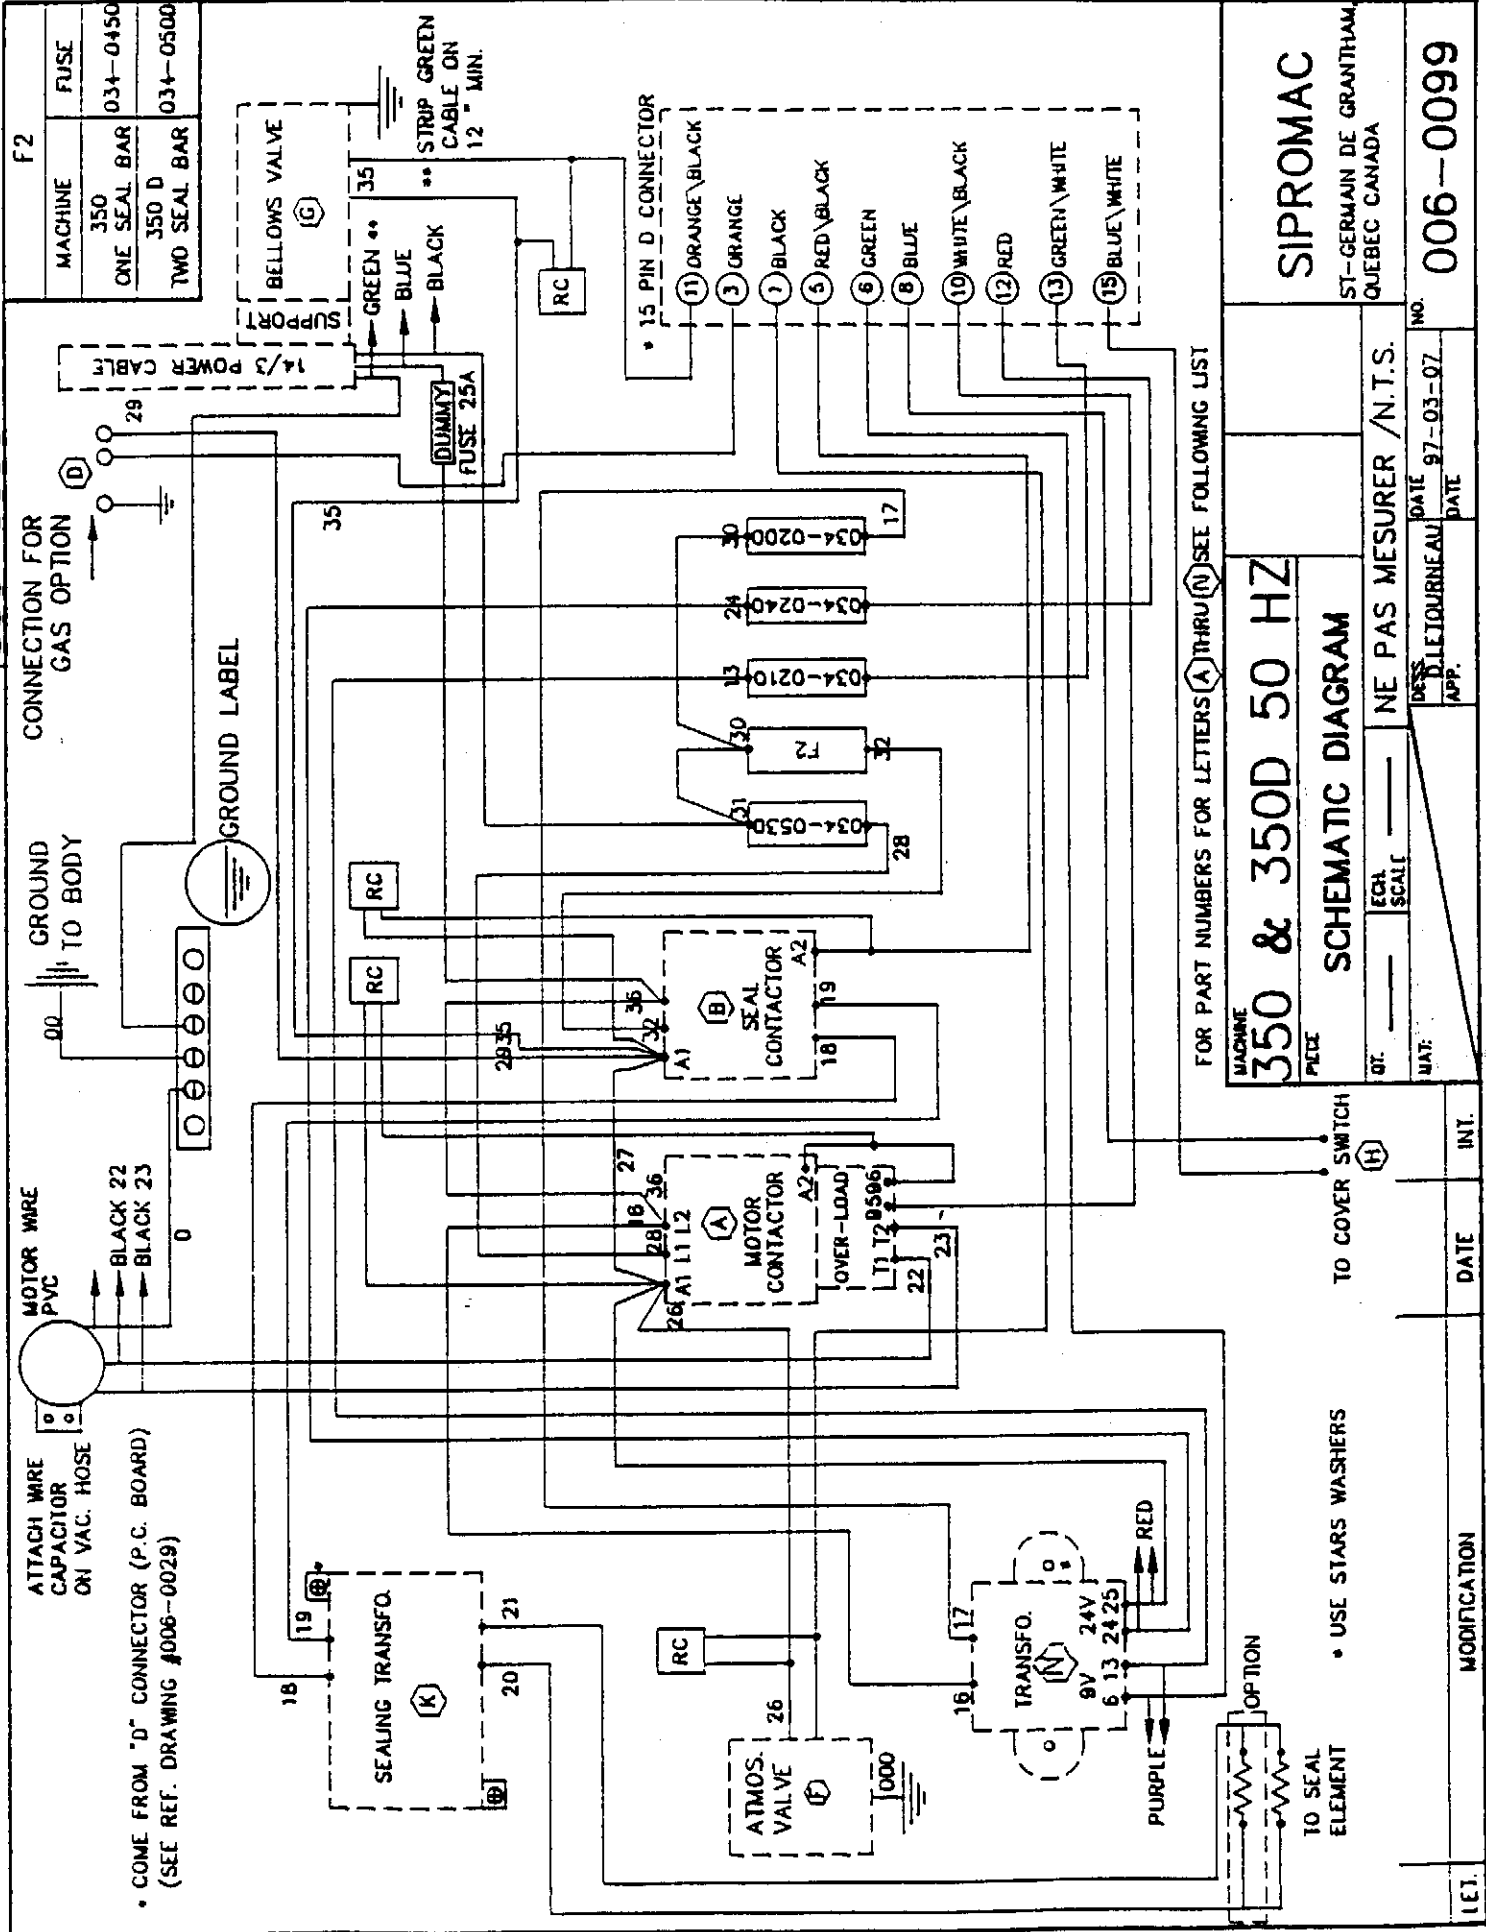 ATTACH WIRE
CAPACITOR
ON VAC. HOSE
MOTOR WIRE
PVC
BLACK 22
BLACK 23
0
00
GROUND
TO BODY
GROUND LABEL
CONNECTION FOR
GAS OPTION
D
29
* COME FROM "D" CONNECTOR (P.C. BOARD)
(SEE REF. DRAWING #006-0029)
F2
MACHINE
FUSE
350
ONE SEAL BAR
034-0450
350 D
TWO SEAL BAR
034-0500
14/3 POWER CABLE
SUPPORT
BELLOWS VALVE
G
35
GREEN **
BLUE
BLACK
** STRIP GREEN
CABLE ON
12 " MIN.
DUMMY
FUSE 25A
RC
35
18
19
SEALING TRANSFO.
K
20
21
RC
RC
27
29
35
26
28
16
36
A1
L1
L2
A
MOTOR
CONTACTOR
A2
OVER-LOAD
T1
T2
95
96
22
23
A1
32
36
B
SEAL
CONTACTOR
A2
18
19
31
034-0530
28
30
F2
32
13
034-0210
24
034-0240
30
034-0200
17
* 15 PIN D CONNECTOR
11 ORANGE\BLACK
3 ORANGE
1 BLACK
5 RED\BLACK
6 GREEN
8 BLUE
10 WHITE\BLACK
12 RED
13 GREEN\WHITE
15 BLUE\WHITE
ATMOS.
VALVE
F
26
000
RC
16
17
TRANSFO.
N
9V
24V
6
13
24
25
PURPLE
RED
OPTION
TO SEAL
ELEMENT
* USE STARS WASHERS
TO COVER SWITCH
H
FOR PART NUMBERS FOR LETTERS A THRU N SEE FOLLOWING LIST
MACHINE
350 & 350D 50 HZ
PIECE
SCHEMATIC DIAGRAM
SIPROMAC
ST-GERMAIN DE GRANTHAM,
QUEBEC CANADA
QT.
ECH.
SCALE
NE PAS MESURER /N.T.S.
MAT:
DESS.
D.LETOURNEAU
DATE
97-03-07
APP.
DATE
NO.
006-0099
LET.
MODIFICATION
DATE
INT.